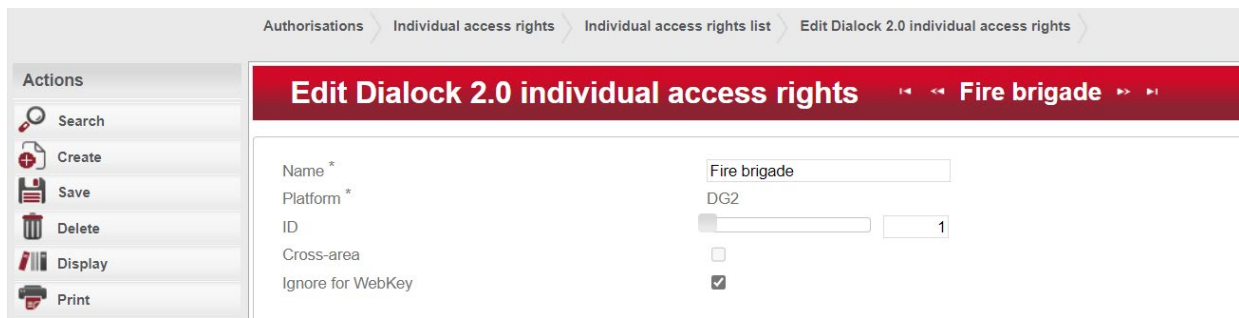 Authorisations Individual access rights Individual access rights list Edit Dialock 2.0 individual access rights
Actions
Edit Dialock 2.0 individual access rights Fire brigade
Search
Create
Save
Delete
Display
Print
Name * Fire brigade
Platform * DG2
ID 1
Cross-area
Ignore for WebKey